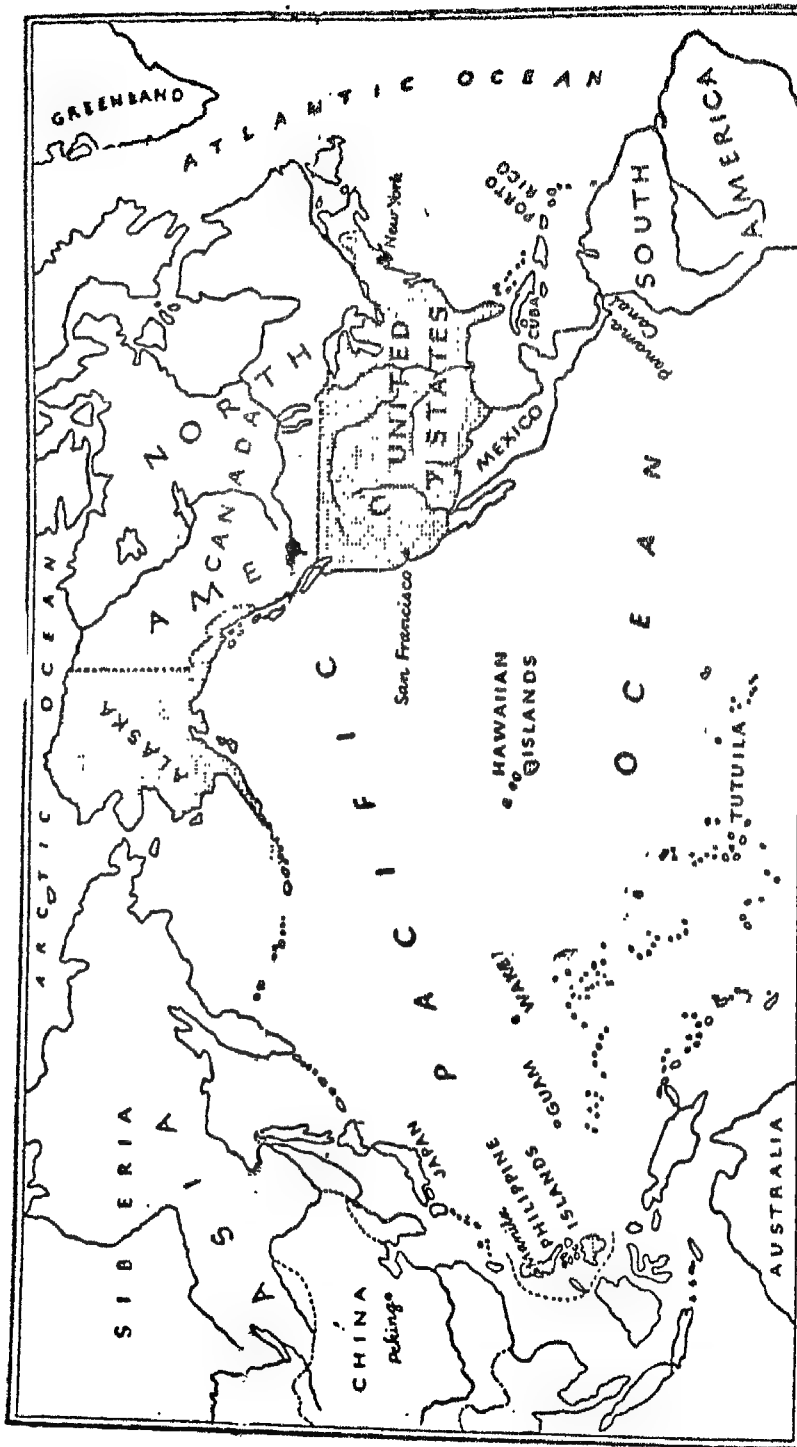 ARCTIC OCEAN
GREENLAND
ATLANTIC OCEAN
SIBERIA
ASIA
ALASKA
NORTH
AMERICA
CANADA
UNITED
STATES
New York
San Francisco
MEXICO
CUBA
PORTO
RICO
Panama
Canal
SOUTH
AMERICA
CHINA
Peking
JAPAN
PACIFIC
OCEAN
HAWAIIAN
ISLANDS
WAKE I
GUAM
PHILIPPINE
ISLANDS
Manila
TUTUILA
AUSTRALIA